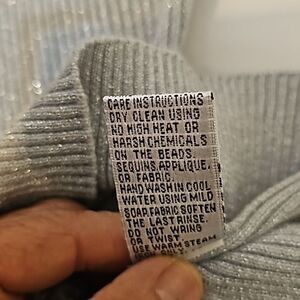 CARE INSTRUCTIONS
DRY CLEAN USING
NO HIGH HEAT OR
HARSH CHEMICALS
ON THE BEADS.
SEQUINS, APPLIQUE,
OR FABRIC.
HAND WASH IN COOL
WATER USING MILD
SOAP, FABRIC SOFTEN
THE LAST RINSE.
DO NOT WRING
OR TWIST
USE WARM STEAM
ONLY